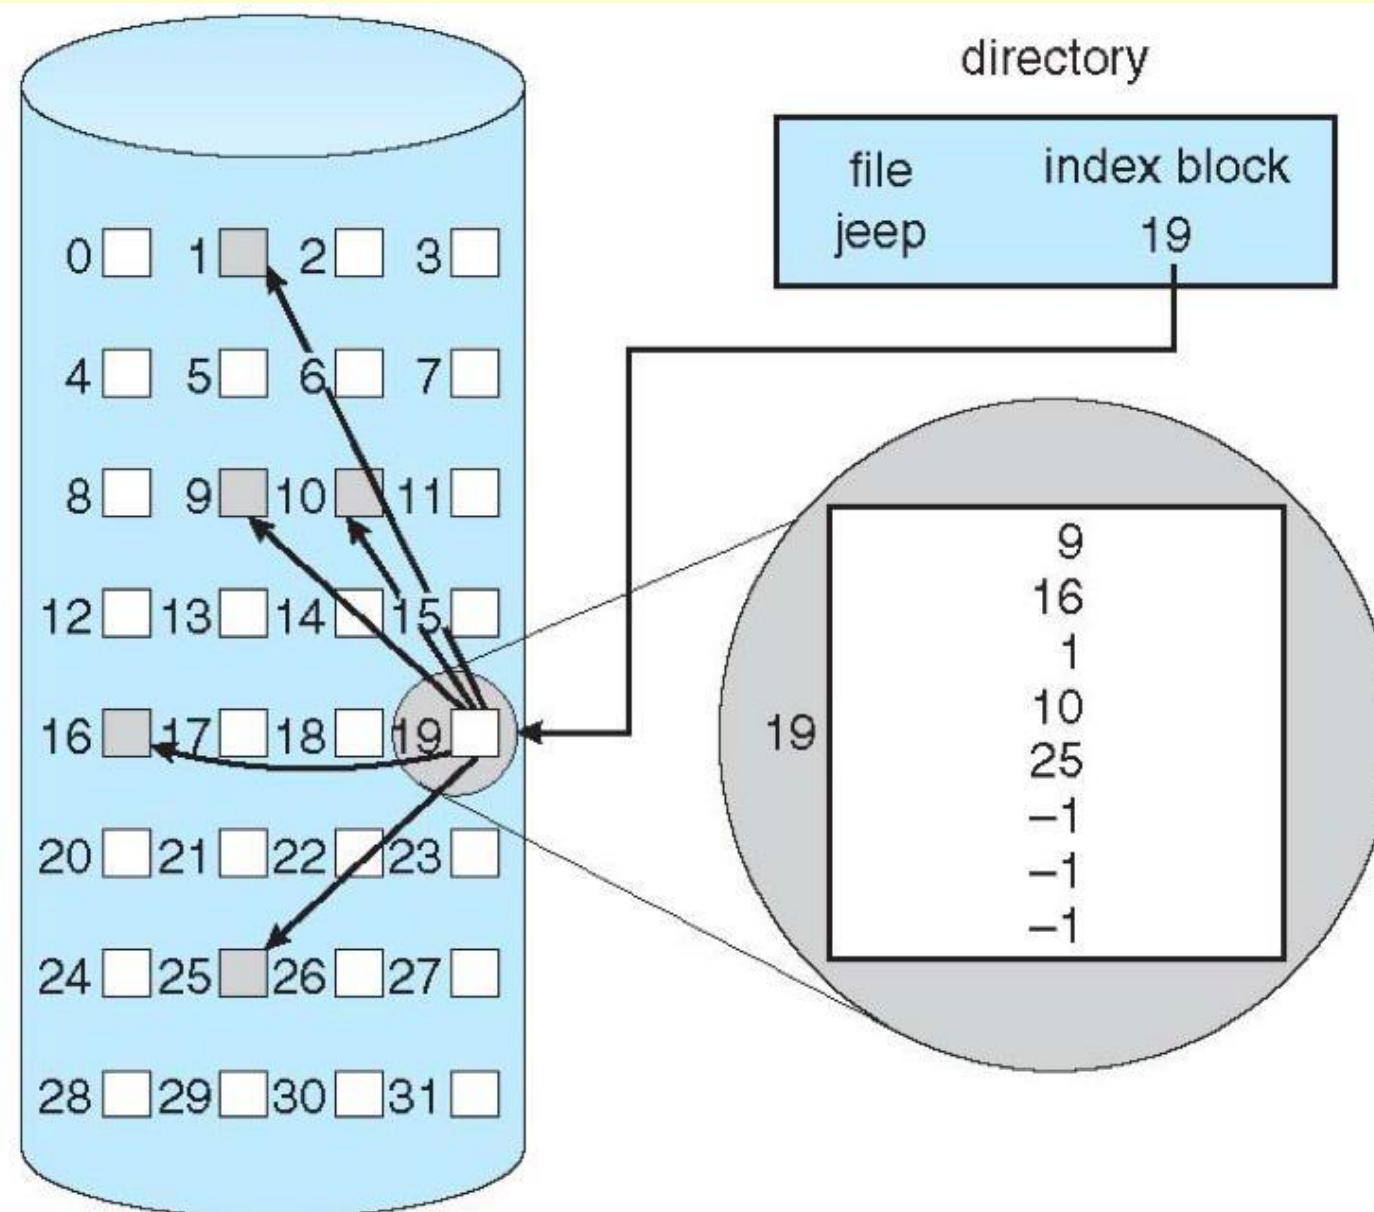 directory
file index block
jeep 19
0 1 2 3
4 5 6 7
8 9 10 11
12 13 14 15
16 17 18 19
20 21 22 23
24 25 26 27
28 29 30 31
19
9
16
1
10
25
–1
–1
–1